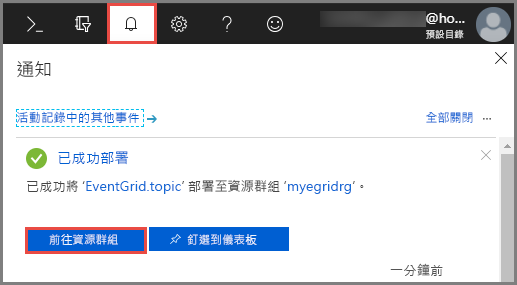 @ho...
預設目錄
通知
活動記錄中的其他事件
全部關閉 ...
已成功部署
已成功將 'EventGrid.topic' 部署至資源群組 'myegridrg'。
前往資源群組
釘選到儀表板
一分鐘前